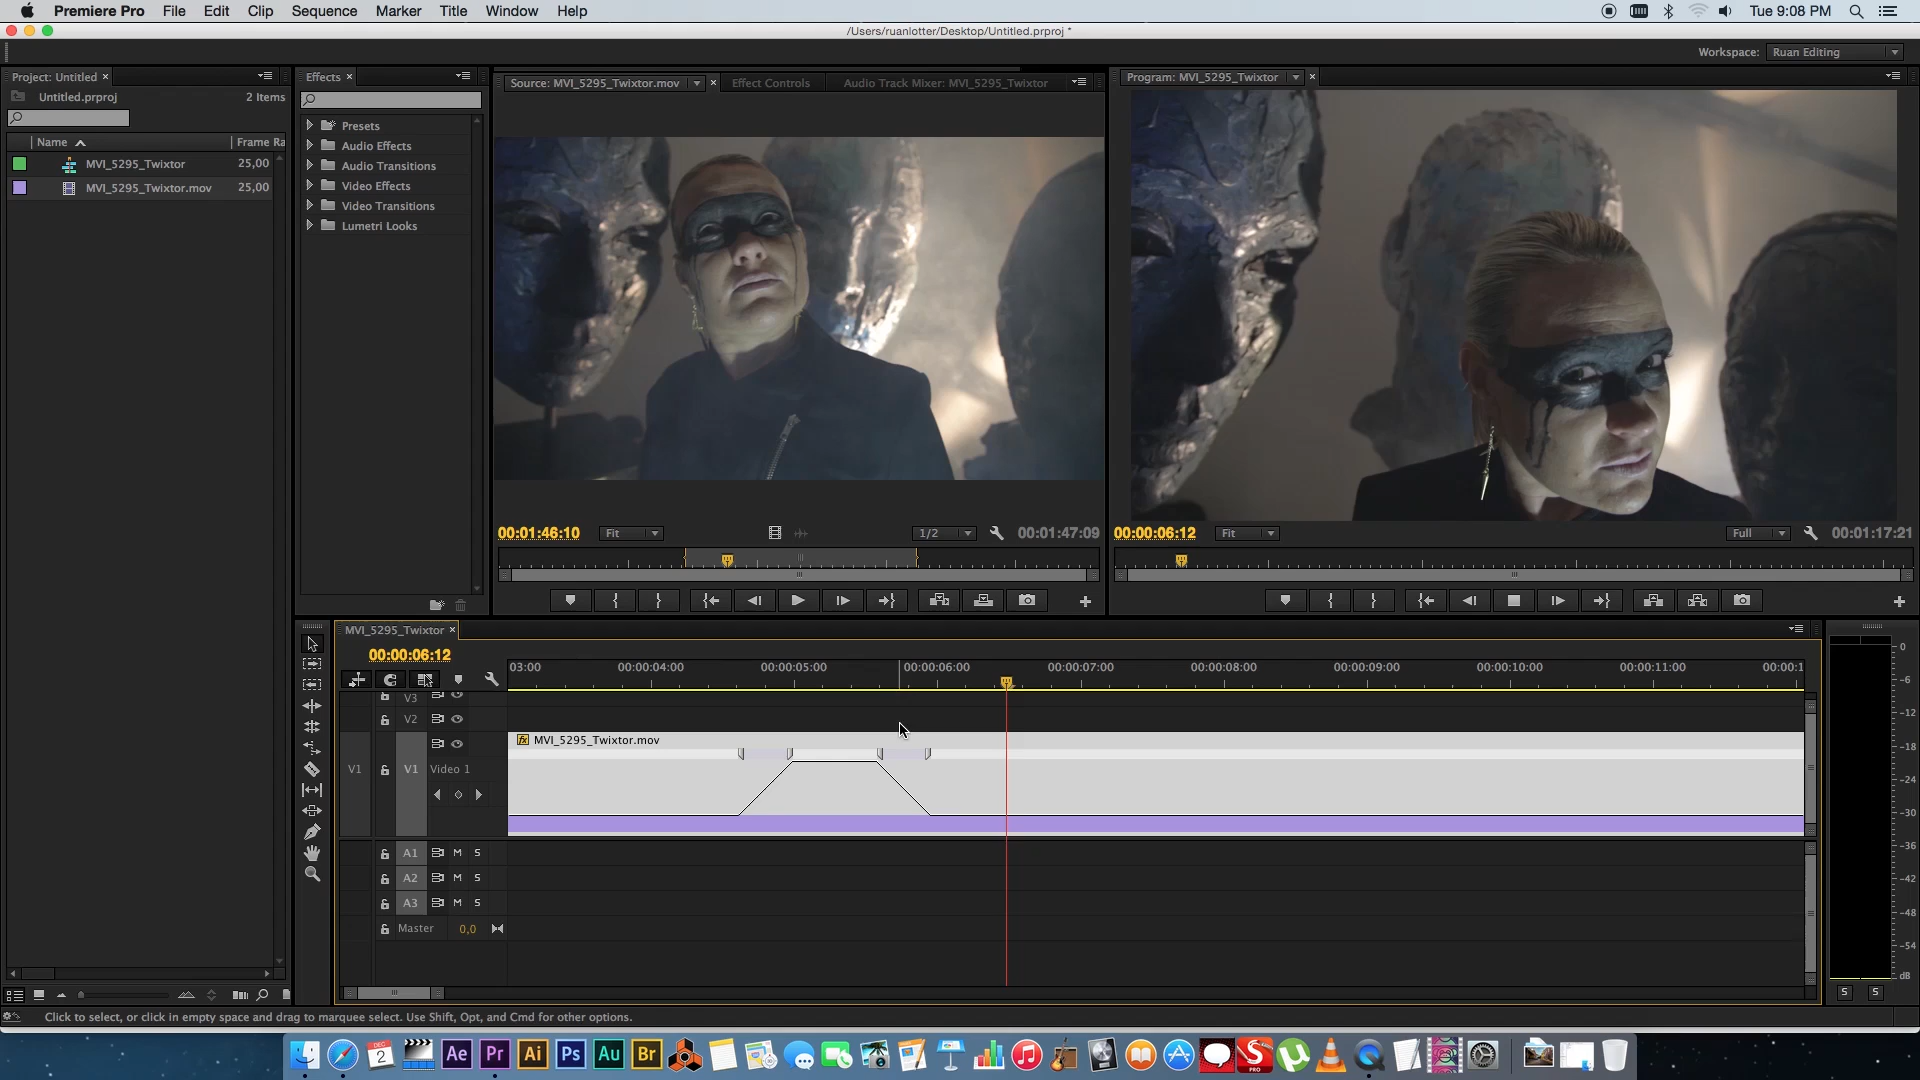 Premiere Pro File Edit Clip Sequence Marker Title Window Help Tue 9:08 PM
/Users/ruanlotter/Desktop/Untitled.prproj *
Workspace: Ruan Editing
Project: Untitled × Effects × Source: MVI_5295_Twixtor.mov × Effect Controls Audio Track Mixer: MVI_5295_Twixtor Program: MVI_5295_Twixtor ×
Untitled.prproj 2 Items
Name Frame Ra
MVI_5295_Twixtor 25,00
MVI_5295_Twixtor.mov 25,00
Presets
Audio Effects
Audio Transitions
Video Effects
Video Transitions
Lumetri Looks
00:01:46:10 Fit 1/2 00:01:47:09
00:00:06:12 Fit Full 00:01:17:21
MVI_5295_Twixtor ×
00:00:06:12
03:00 00:00:04:00 00:00:05:00 00:00:06:00 00:00:07:00 00:00:08:00 00:00:09:00 00:00:10:00 00:00:11:00 00:00:1
V3
V2
fx MVI_5295_Twixtor.mov
V1 V1 Video 1
A1 M S
A2 M S
A3 M S
Master 0,0
0
-6
-12
-18
-24
-30
-36
-42
-48
-54
dB
S S
Click to select, or click in empty space and drag to marquee select. Use Shift, Opt, and Cmd for other options.
DEC 2 Ae Pr Ai Ps Au Br S PRO